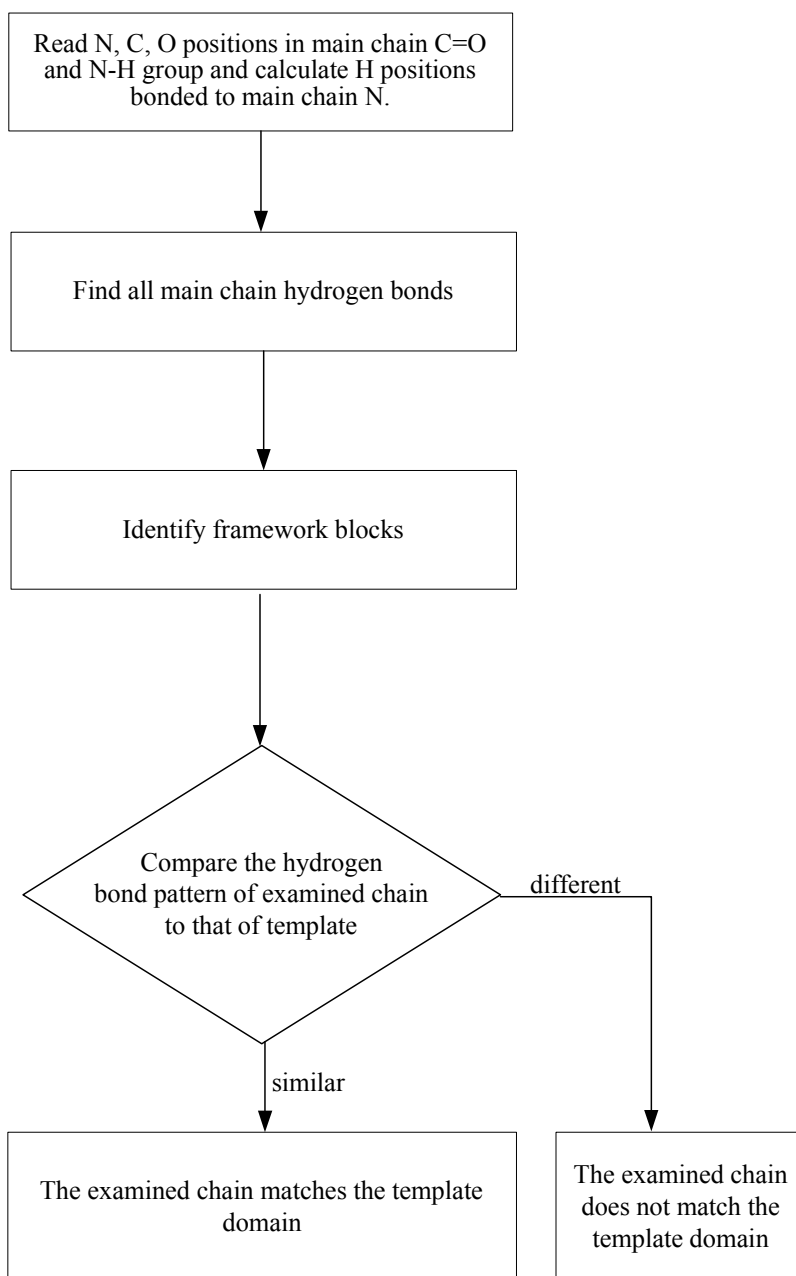 Read N, C, O positions in main chain C=O
and N-H group and calculate H positions
bonded to main chain N.
Find all main chain hydrogen bonds
Identify framework blocks
Compare the hydrogen
bond pattern of examined chain
to that of template
different
similar
The examined chain matches the template
domain
The examined chain
does not match the
template domain